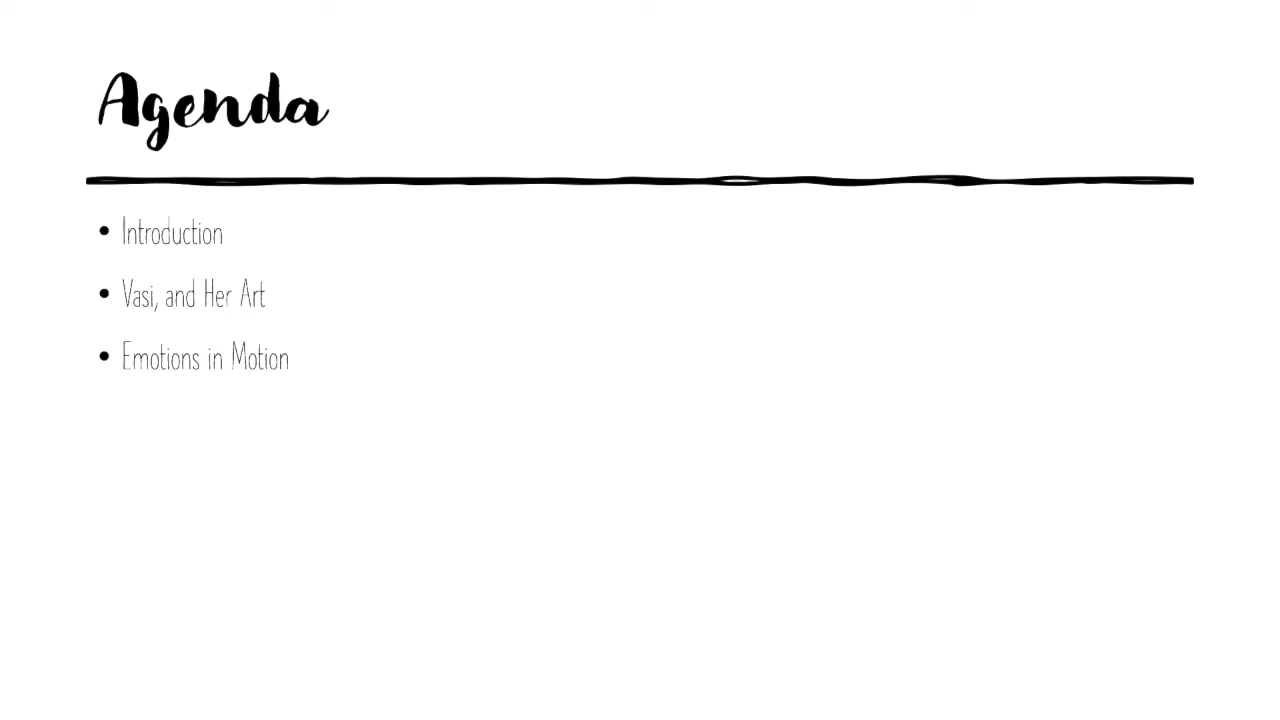 Agenda
• Introduction
• Vasi, and Her Art
• Emotions in Motion